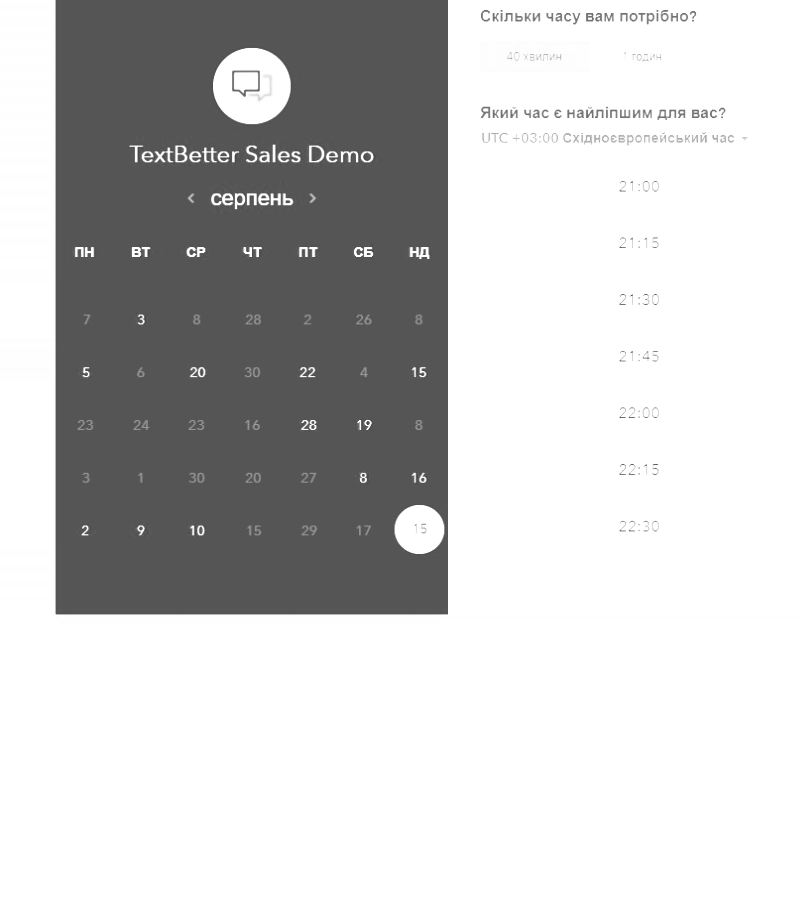 TextBetter Sales Demo
серпень
ПН ВТ СР ЧТ ПТ СБ НД
7 3 8 28 2 26 8
5 6 20 30 22 4 15
23 24 23 16 28 19 8
3 1 30 20 27 8 16
2 9 10 15 29 17 15
Скільки часу вам потрібно?
40 хвилин 1 годин
Який час є найліпшим для вас?
UTC +03:00 Східноєвропейський час
21:00
21:15
21:30
21:45
22:00
22:15
22:30